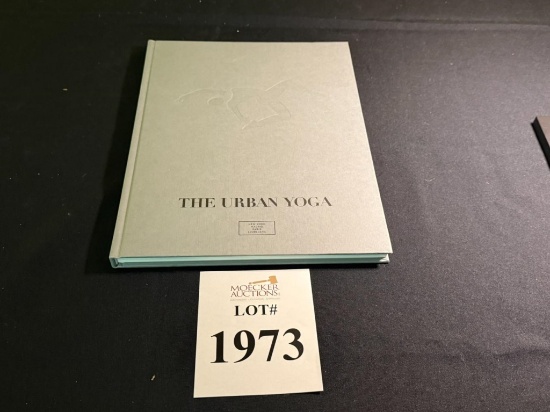 THE URBAN YOGA
MOECKER
AUCTIONS
LOT#
1973